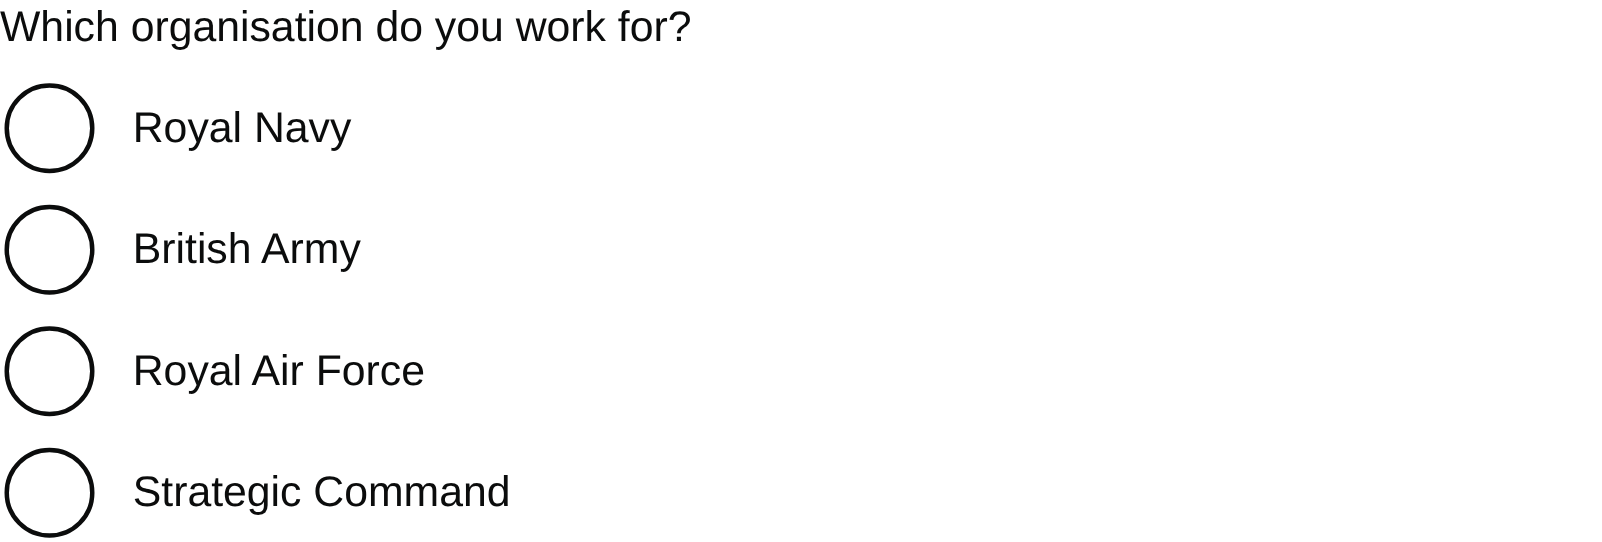 Which organisation do you work for?
Royal Navy
British Army
Royal Air Force
Strategic Command